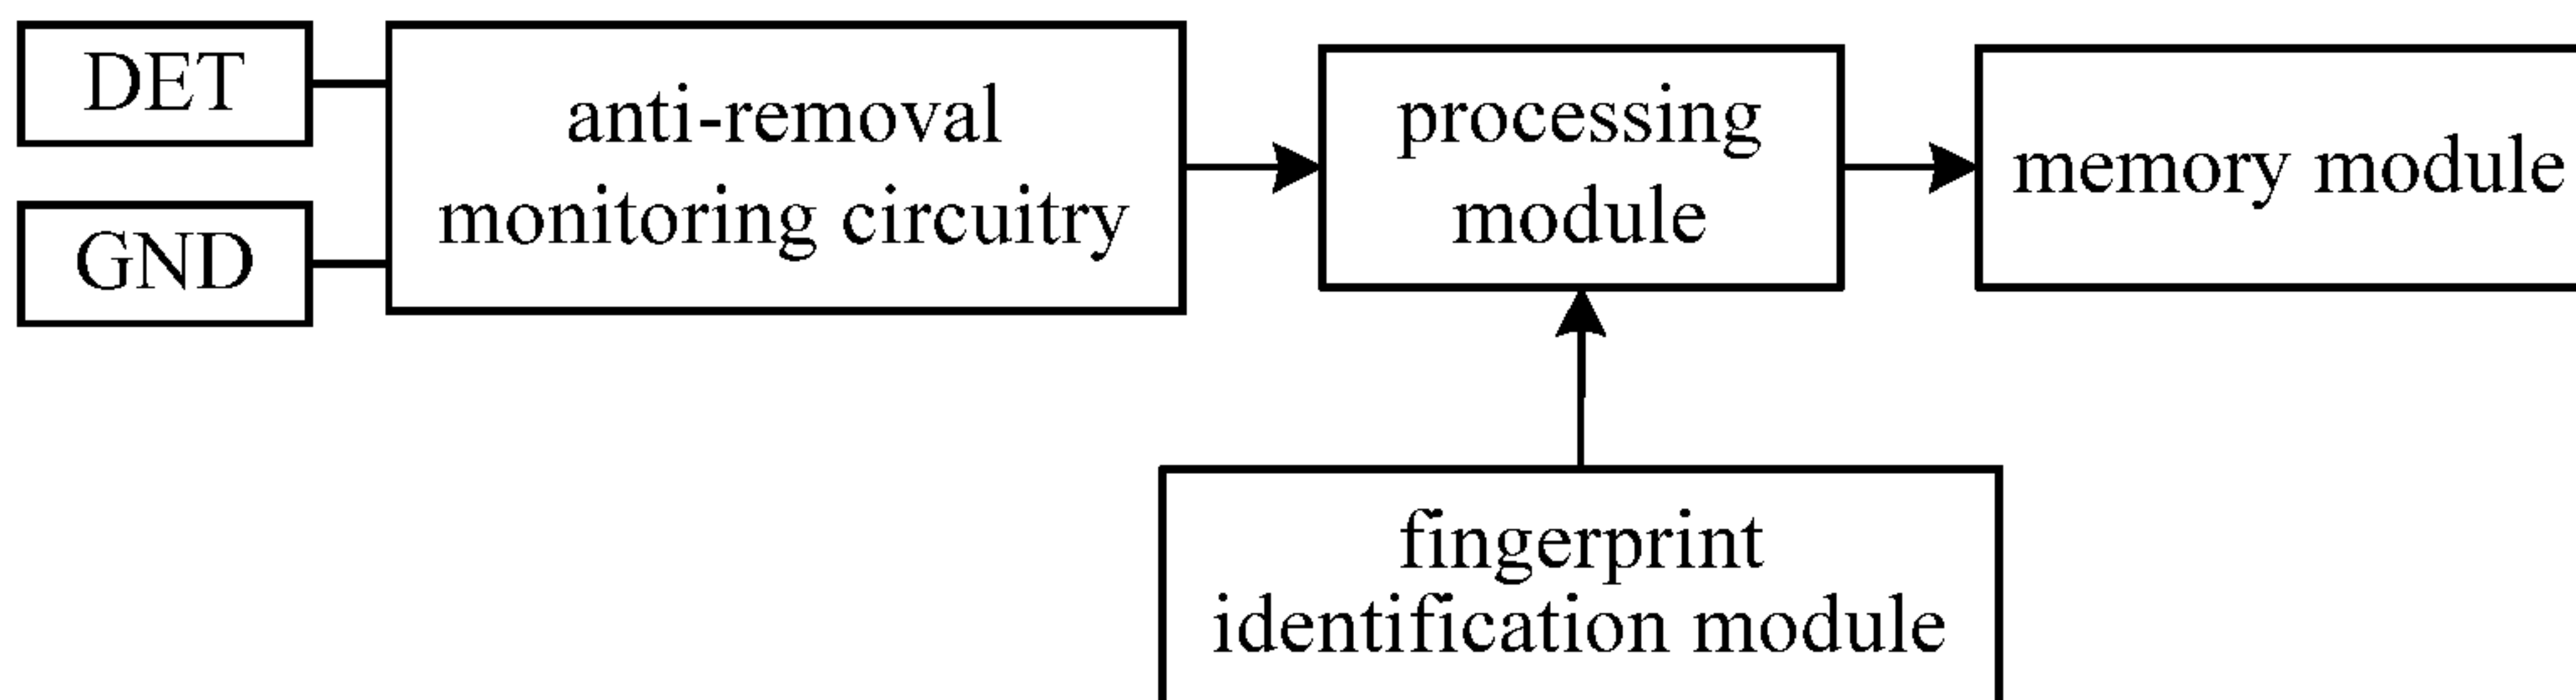 DET
GND
anti-removal
monitoring circuitry
processing
module
memory module
fingerprint
identification module